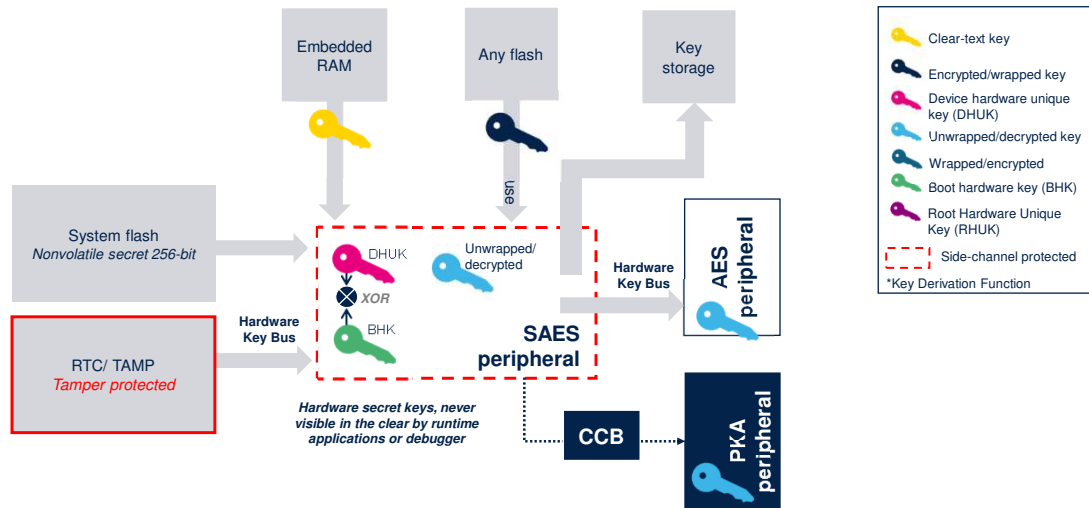 Embedded
RAM
Any flash
Key
storage
use
System flash
Nonvolatile secret 256-bit
RTC/ TAMP
Tamper protected
Hardware
Key Bus
DHUK
XOR
BHK
Unwrapped/
decrypted
SAES
peripheral
Hardware
Key Bus
AES
peripheral
Hardware secret keys, never
visible in the clear by runtime
applications or debugger
CCB
PKA
peripheral
Clear-text key
Encrypted/wrapped key
Device hardware unique
key (DHUK)
Unwrapped/decrypted key
Wrapped/encrypted
Boot hardware key (BHK)
Root Hardware Unique
Key (RHUK)
Side-channel protected
*Key Derivation Function